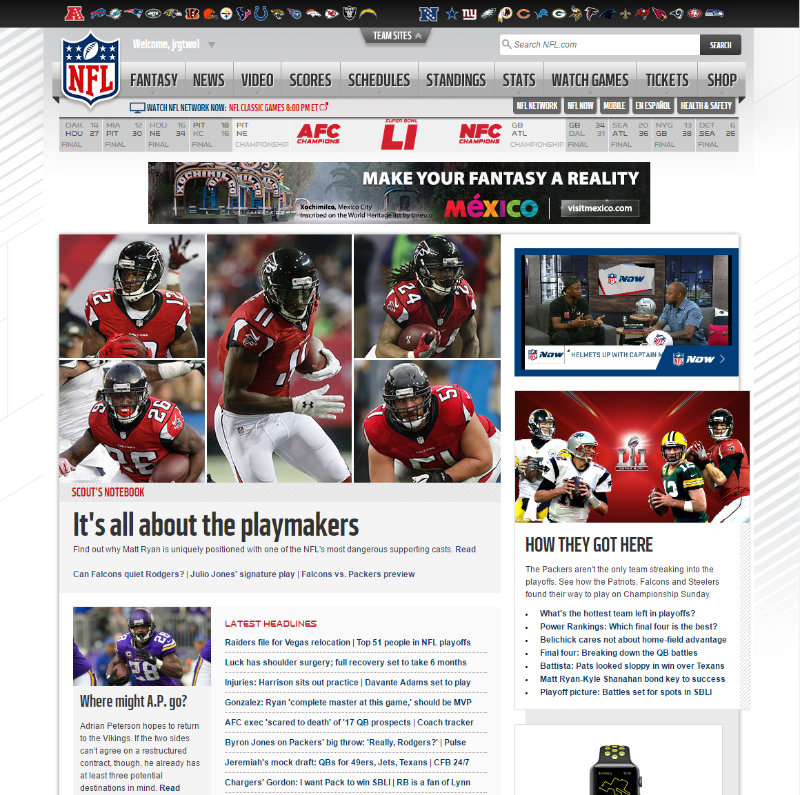 TEAM SITES
Welcome, jrgtwo1
Search NFL.com
SEARCH
NFL
FANTASY NEWS VIDEO SCORES SCHEDULES STANDINGS STATS WATCH GAMES TICKETS SHOP
WATCH NFL NETWORK NOW: NFL CLASSIC GAMES 8:00 PM ET
NFL NETWORK NFL NOW MOBILE EN ESPAÑOL HEALTH & SAFETY
OAK 14 MIA 12 HOU 16 PIT 18 PIT
HOU 27 PIT 30 NE 34 KC 16 NE
FINAL FINAL FINAL FINAL CHAMPIONSHIP
AFC
CHAMPIONS
SUPER BOWL
LI
NFC
CHAMPIONS
GB GB 34 SEA 20 NYG 13 DET 6
ATL DAL 31 ATL 36 GB 38 SEA 26
CHAMPIONSHIP FINAL FINAL FINAL FINAL
XOCHIMILCO
MAKE YOUR FANTASY A REALITY
Xochimilco, Mexico City
Inscribed on the World Heritage list by Unesco
méxico
visitmexico.com
12
11
24
26
51
SCOUT'S NOTEBOOK
It's all about the playmakers
Find out why Matt Ryan is uniquely positioned with one of the NFL's most dangerous supporting casts. Read
Can Falcons quiet Rodgers? | Julio Jones' signature play | Falcons vs. Packers preview
28
Where might A.P. go?
Adrian Peterson hopes to
return to the Vikings. If the two sides
can't agree on a restructured
contract, though, he already has
at least three potential
destinations in mind. Read
LATEST HEADLINES
Raiders file for Vegas relocation | Top 51 people in NFL playoffs
Luck has shoulder surgery; full recovery set to take 6 months
Injuries: Harrison sits out practice | Davante Adams set to play
Gonzalez: Ryan 'complete master at this game,' should be MVP
AFC exec 'scared to death' of '17 QB prospects | Coach tracker
Byron Jones on Packers' big throw: 'Really, Rodgers?' | Pulse
Jeremiah's mock draft: QBs for 49ers, Jets, Texans | CFB 24/7
Chargers' Gordon: I want Pack to win SBLI | RB is a fan of Lynn
NOW
NOW
"HELMETS UP WITH CAPTAIN M
NOW
LI
12
HOW THEY GOT HERE
The Packers aren't the only team streaking into the
playoffs. See how the Patriots, Falcons and Steelers
found their way to play on Championship Sunday.
• What's the hottest team left in playoffs?
• Power Rankings: Which final four is the best?
• Belichick cares not about home-field advantage
• Final four: Breaking down the QB battles
• Battista: Pats looked sloppy in win over Texans
• Matt Ryan-Kyle Shanahan bond key to success
• Playoff picture: Battles set for spots in SBLI